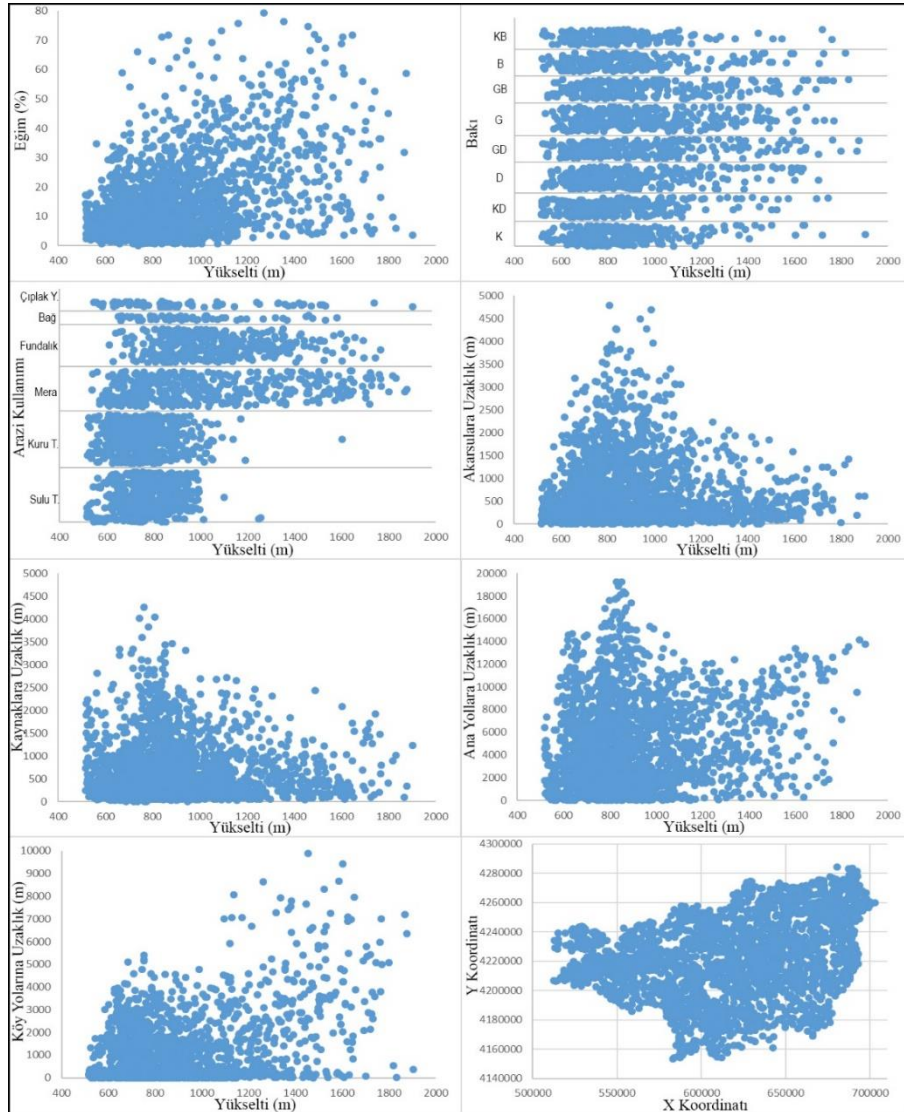 Eğim (%)
80
70
60
50
40
30
20
10
0
400 600 800 1000 1200 1400 1600 1800 2000
Yükselti (m)
Bakı
KB
B
GB
G
GD
D
KD
K
400 600 800 1000 1200 1400 1600 1800 2000
Yükselti (m)
Arazi Kullanımı
Çıplak Y.
Bağ
Fundalık
Mera
Kuru T.
Sulu T.
400 600 800 1000 1200 1400 1600 1800 2000
Yükselti (m)
Akarsulara Uzaklık (m)
5000
4500
4000
3500
3000
2500
2000
1500
1000
500
0
400 600 800 1000 1200 1400 1600 1800 2000
Yükselti (m)
Kaynaklara Uzaklık (m)
5000
4500
4000
3500
3000
2500
2000
1500
1000
500
0
400 600 800 1000 1200 1400 1600 1800 2000
Yükselti (m)
Ana Yollara Uzaklık (m)
20000
18000
16000
14000
12000
10000
8000
6000
4000
2000
0
400 600 800 1000 1200 1400 1600 1800 2000
Yükselti (m)
Köy Yolarına Uzaklık (m)
10000
9000
8000
7000
6000
5000
4000
3000
2000
1000
0
400 600 800 1000 1200 1400 1600 1800 2000
Yükselti (m)
Y Koordinatı
4300000
4280000
4260000
4240000
4220000
4200000
4180000
4160000
4140000
500000 550000 600000 650000 700000
X Koordinatı